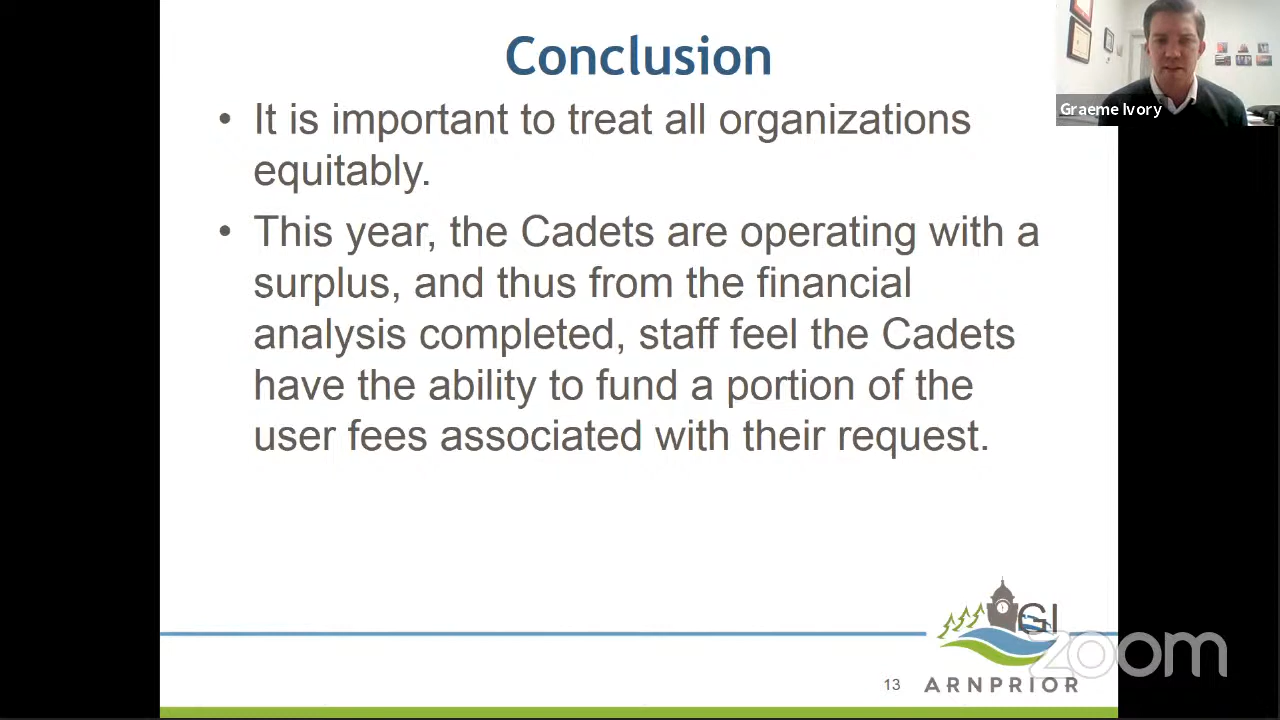 Conclusion
Graeme Ivory
• It is important to treat all organizations
equitably.
• This year, the Cadets are operating with a
surplus, and thus from the financial
analysis completed, staff feel the Cadets
have the ability to fund a portion of the
user fees associated with their request.
GI
zoom
13
ARNPRIOR